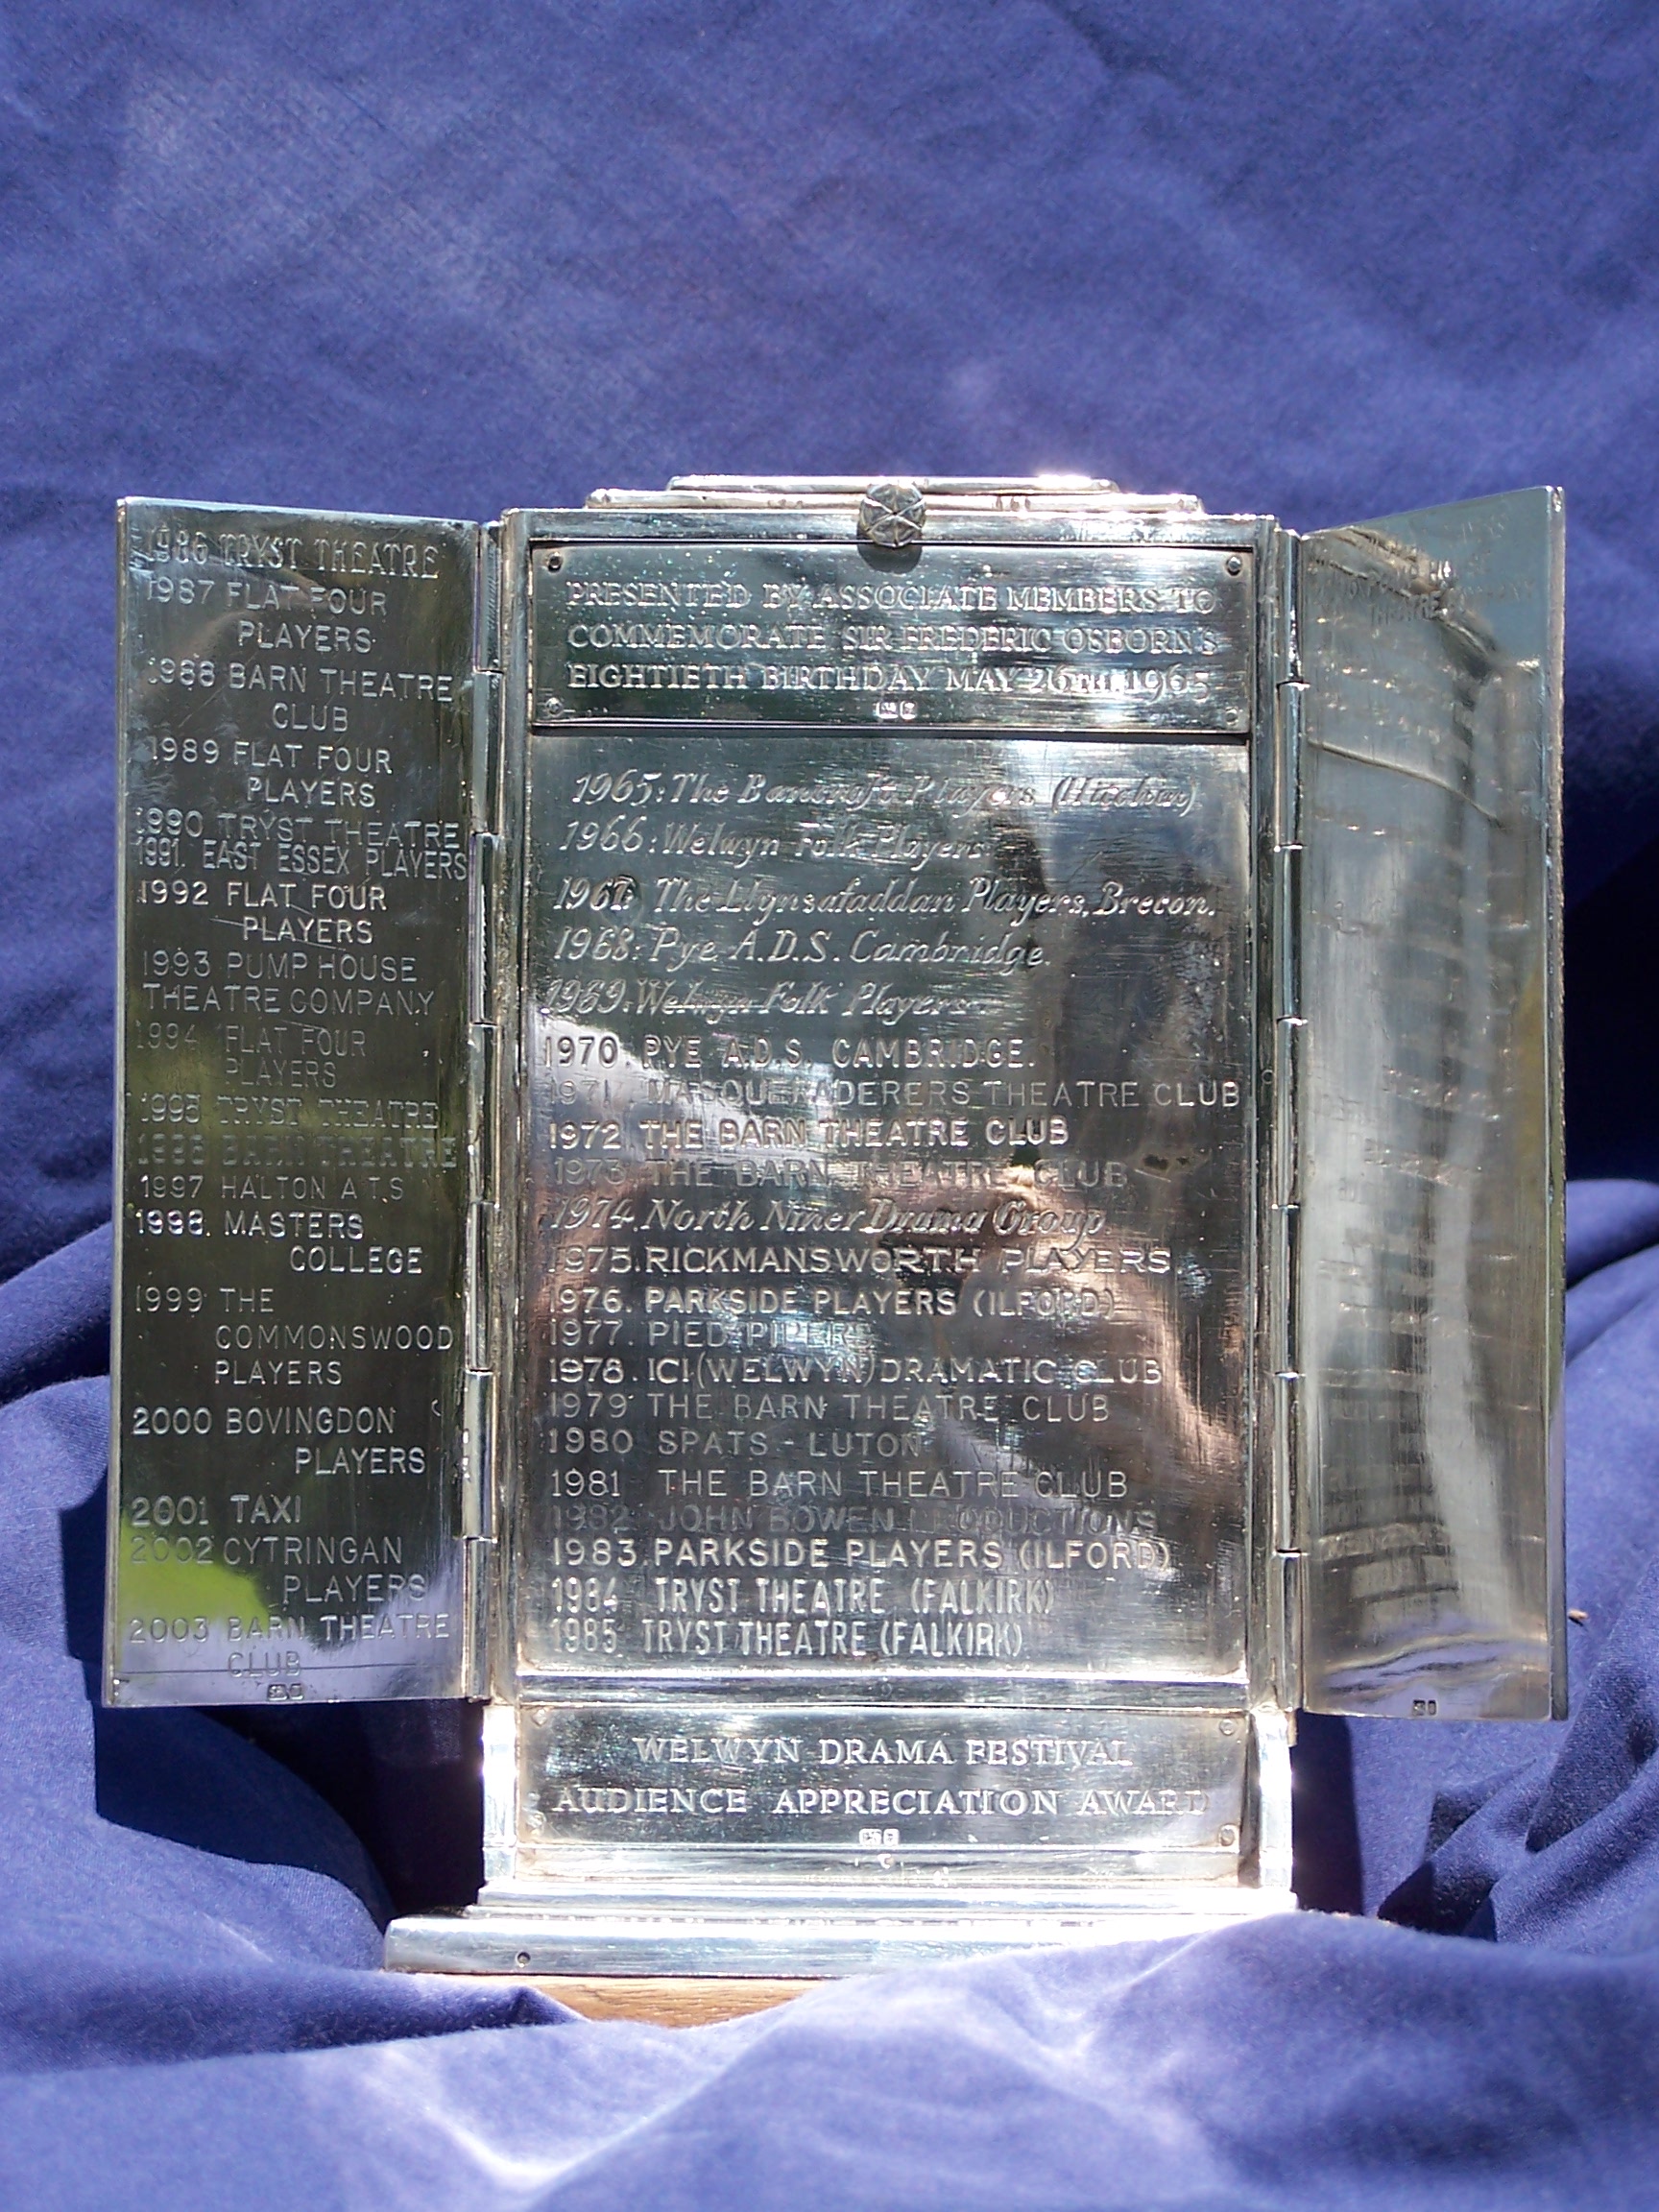 1986 TRYST THEATRE
1987 FLAT FOUR
PLAYERS
1988 BARN THEATRE
CLUB
1989 FLAT FOUR
PLAYERS
1990 TRYST THEATRE
1991. EAST ESSEX PLAYERS
1992 FLAT FOUR
PLAYERS
1993 PUMP HOUSE
THEATRE COMPANY
1994 FLAT FOUR
PLAYERS
1995 TRYST THEATRE
1996 BARN THEATRE
1997 HALTON A T S
1998. MASTERS
COLLEGE
1999 THE
COMMONSWOOD
PLAYERS
2000 BOVINGDON
PLAYERS
2001 TAXI
2002 CYTRINGAN
PLAYERS
2003 BARN THEATRE
CLUB
PRESENTED BY ASSOCIATE MEMBERS TO
COMMEMORATE SIR FREDERIC OSBORN'S
EIGHTIETH BIRTHDAY MAY 26TH 1965
1965: The Bancroft Players (Hitchin)
1966: Welwyn Folk Players
1967: The Llynsafaddan Players, Brecon.
1968: Pye A.D.S. Cambridge.
1969: Welwyn Folk Players
1970. PYE A.D.S. CAMBRIDGE.
1971. MASQUERADERERS THEATRE CLUB
1972 THE BARN THEATRE CLUB
1973 THE BARN THEATRE CLUB
1974. North Niner Drama Group.
1975. RICKMANSWORTH PLAYERS
1976. PARKSIDE PLAYERS (ILFORD)
1977. PIED PIPERS
1978. ICI (WELWYN) DRAMATIC CLUB
1979 THE BARN THEATRE CLUB
1980 SPATS - LUTON
1981 THE BARN THEATRE CLUB
1982 JOHN BOWEN PRODUCTIONS
1983. PARKSIDE PLAYERS (ILFORD)
1984 TRYST THEATRE (FALKIRK)
1985 TRYST THEATRE (FALKIRK)
WELWYN DRAMA FESTIVAL
AUDIENCE APPRECIATION AWARD